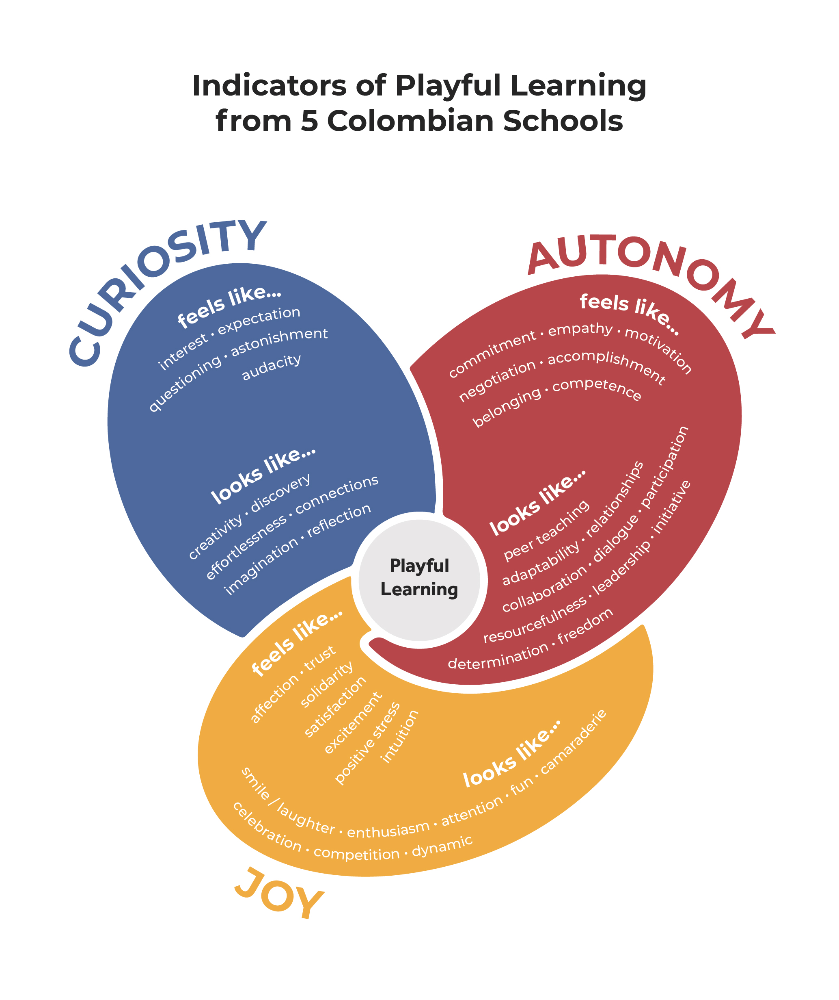 Indicators of Playful Learning
from 5 Colombian Schools
CURIOSITY
feels like...
interest • expectation
questioning • astonishment
audacity
looks like...
creativity • discovery
effortlessness • connections
imagination • reflection
AUTONOMY
feels like...
commitment • empathy • motivation
negotiation • accomplishment
belonging • competence
looks like...
peer teaching
adaptability • relationships
collaboration • dialogue • participation
resourcefulness • leadership • initiative
determination • freedom
Playful
Learning
feels like...
affection • trust
solidarity
satisfaction
excitement
positive stress
intuition
looks like...
smile / laughter • enthusiasm • attention • fun • camaraderie
celebration • competition • dynamic
JOY